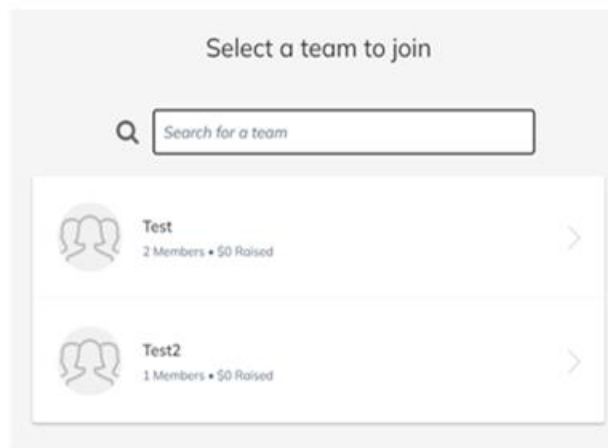 Select a team to join
Search for a team
Test
2 Members • $0 Raised
Test2
1 Members • $0 Raised